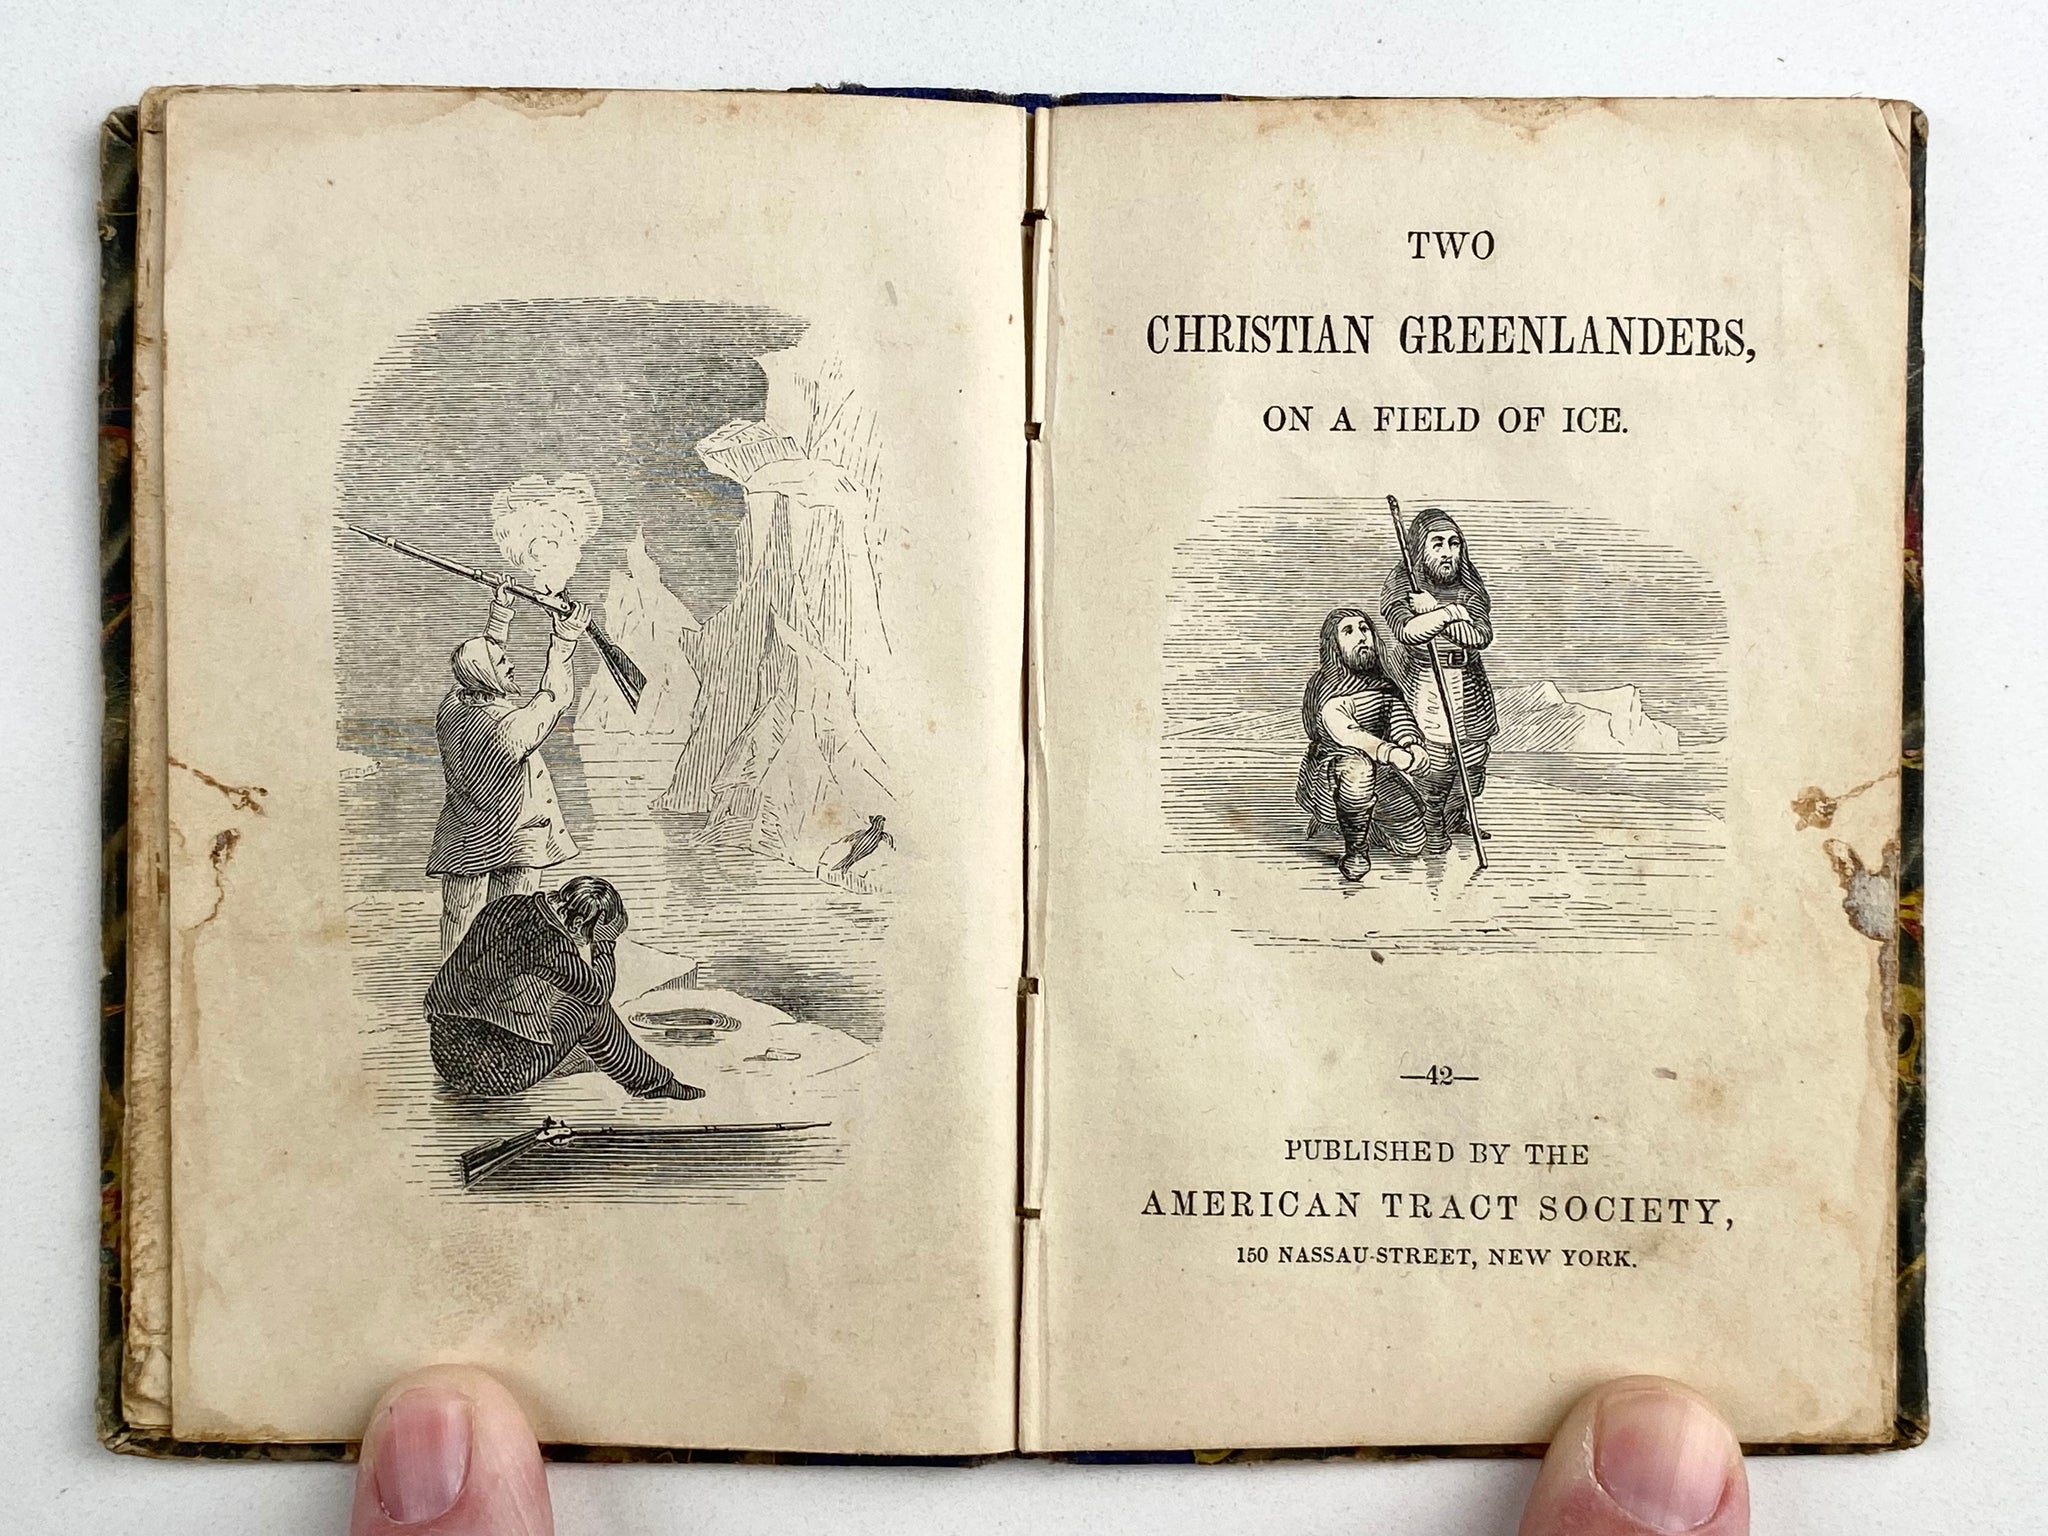 TWO
CHRISTIAN GREENLANDERS,
ON A FIELD OF ICE.
—42—
PUBLISHED BY THE
AMERICAN TRACT SOCIETY,
150 NASSAU-STREET, NEW YORK.